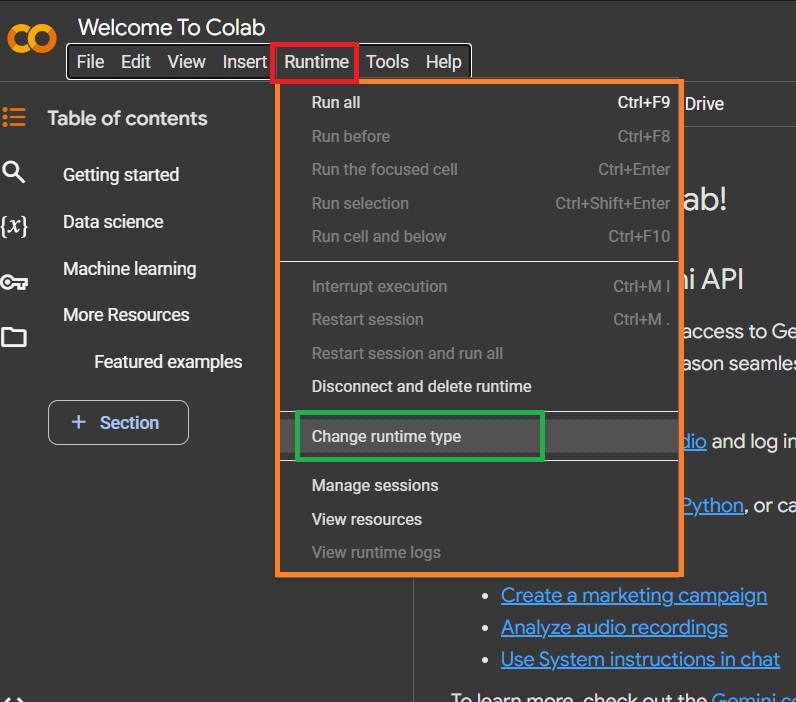 Welcome To Colab
File Edit View Insert Runtime Tools Help
Table of contents
Getting started
Data science
Machine learning
More Resources
Featured examples
+ Section
Run all Ctrl+F9
Run before Ctrl+F8
Run the focused cell Ctrl+Enter
Run selection Ctrl+Shift+Enter
Run cell and below Ctrl+F10
Interrupt execution Ctrl+M I
Restart session Ctrl+M .
Restart session and run all
Disconnect and delete runtime
Change runtime type
Manage sessions
View resources
View runtime logs
Drive
ab!
API
access to Ge
ason seamles
dio and log in
Python, or ca
Create a marketing campaign
Analyze audio recordings
Use System instructions in chat
To learn more, check out the Gemini co
{x}